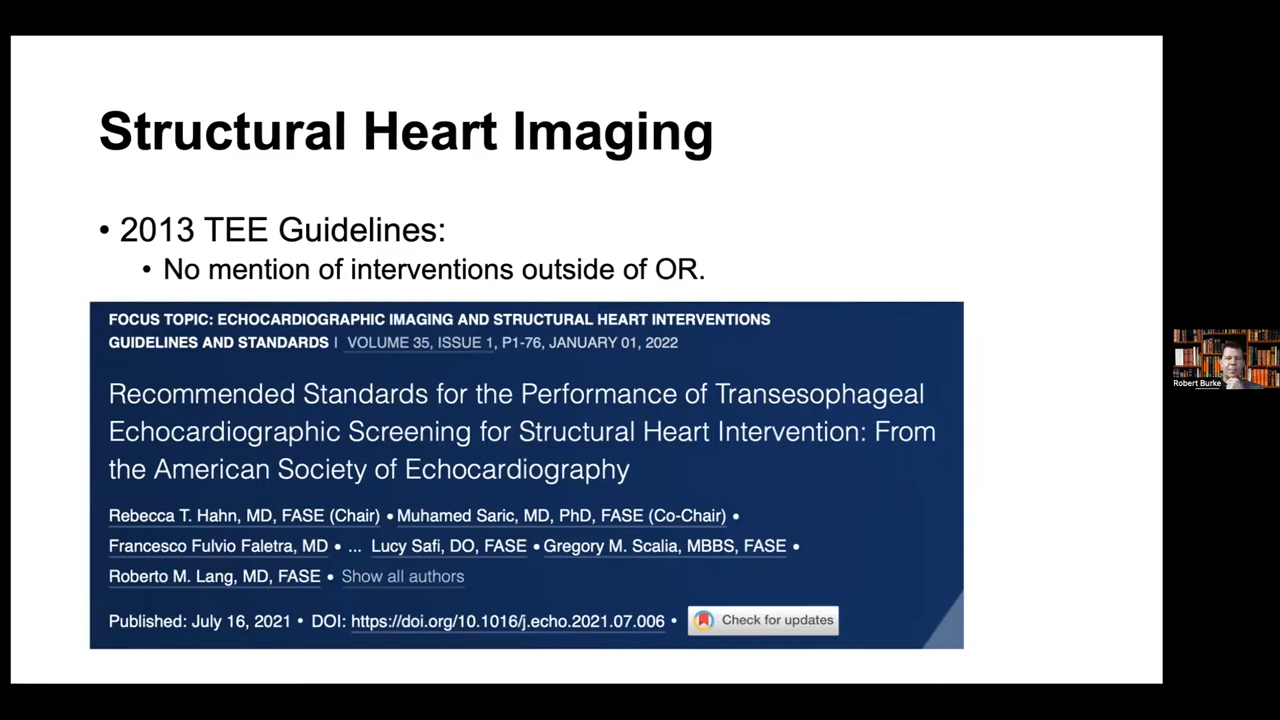 Structural Heart Imaging
• 2013 TEE Guidelines:
• No mention of interventions outside of OR.
FOCUS TOPIC: ECHOCARDIOGRAPHIC IMAGING AND STRUCTURAL HEART INTERVENTIONS
GUIDELINES AND STANDARDS | VOLUME 35, ISSUE 1, P1-76, JANUARY 01, 2022
Recommended Standards for the Performance of Transesophageal
Echocardiographic Screening for Structural Heart Intervention: From
the American Society of Echocardiography
Rebecca T. Hahn, MD, FASE (Chair) • Muhamed Saric, MD, PhD, FASE (Co-Chair) •
Francesco Fulvio Faletra, MD • ... Lucy Safi, DO, FASE • Gregory M. Scalia, MBBS, FASE •
Roberto M. Lang, MD, FASE • Show all authors
Published: July 16, 2021 • DOI: https://doi.org/10.1016/j.echo.2021.07.006 • Check for updates
Robert Burke